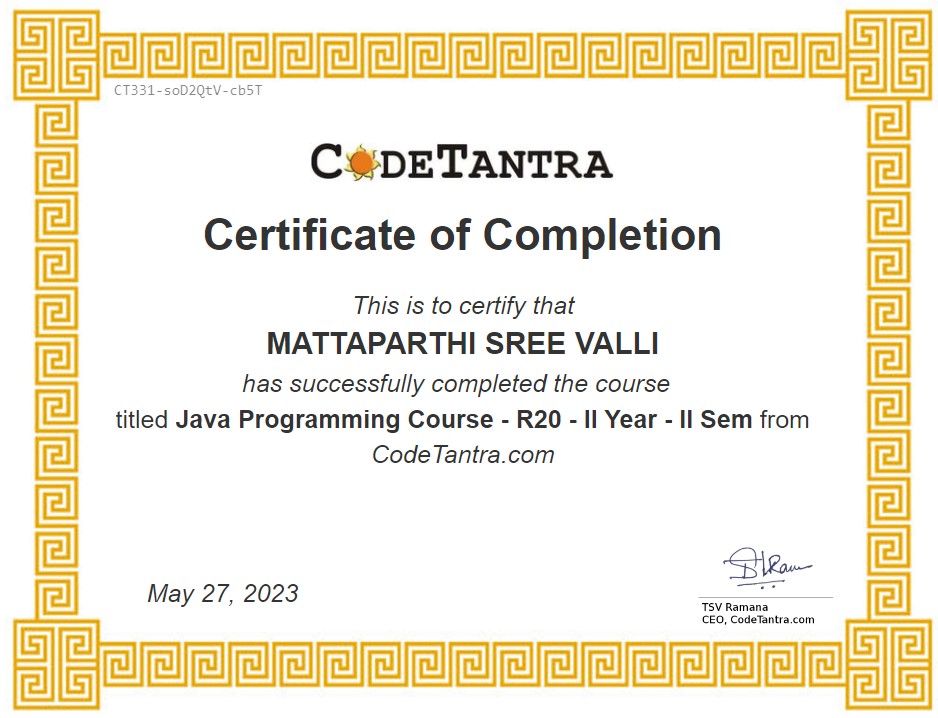 CT331-soD2QtV-cb5T
CODETANTRA
Certificate of Completion
This is to certify that
MATTAPARTHI SREE VALLI
has successfully completed the course
titled Java Programming Course - R20 - II Year - II Sem from
CodeTantra.com
May 27, 2023
TSV Ramana
CEO, CodeTantra.com